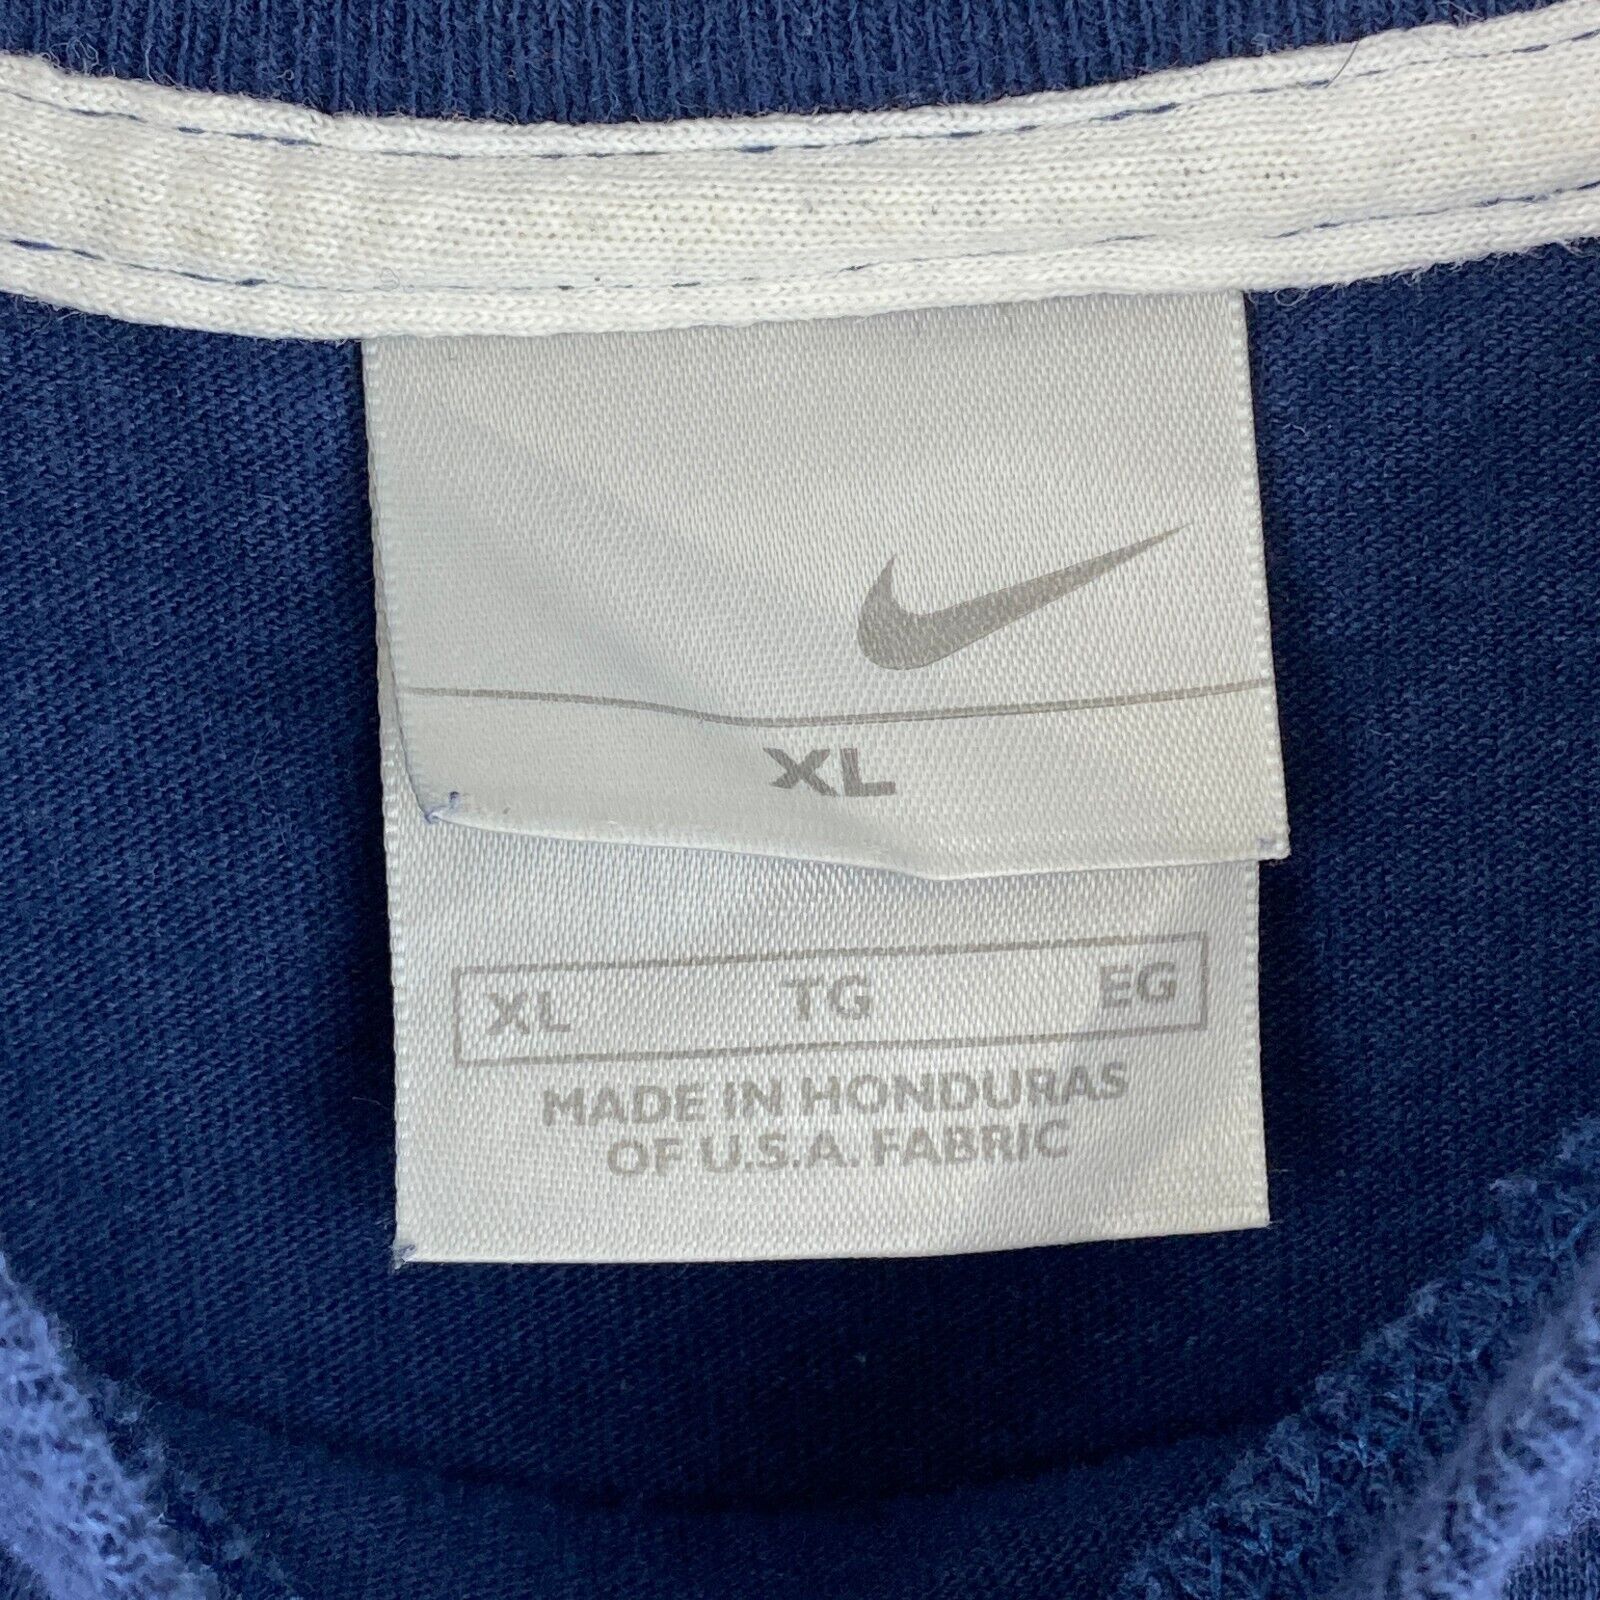 XL
XL TG EG
MADE IN HONDURAS
OF U.S.A. FABRIC